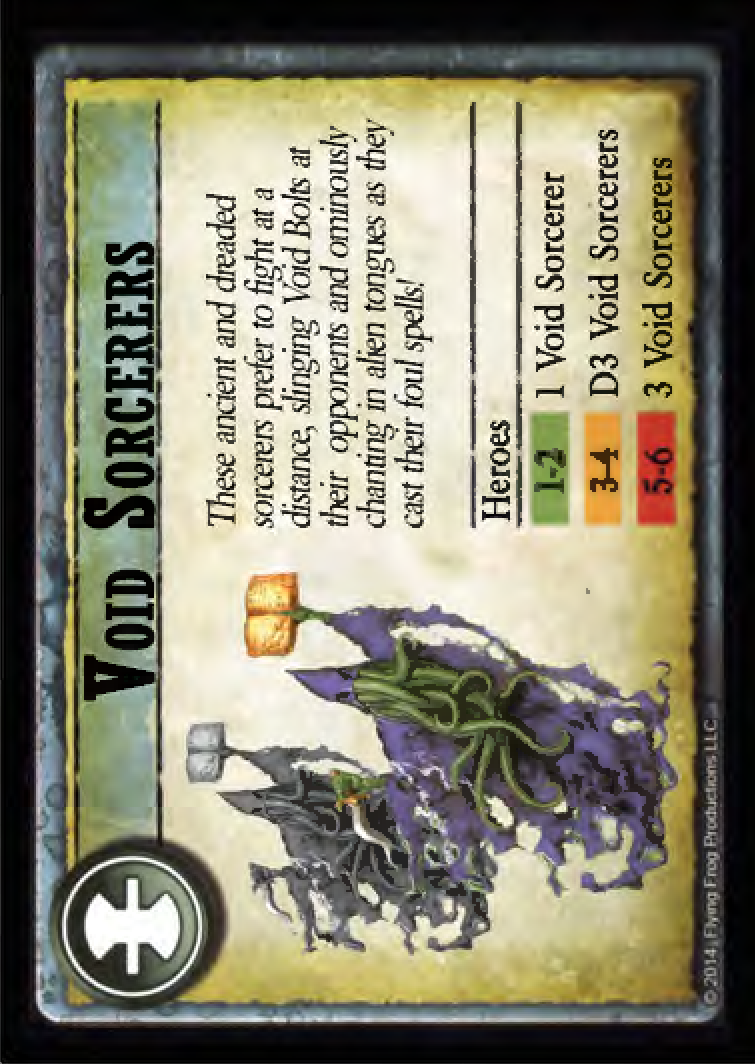 VOID SORCERERS
These ancient and dreaded
sorcerers prefer to fight at a
distance, slinging Void Bolts at
their opponents and ominously
chanting in alien tongues as they
cast their foul spells!
Heroes
1-2 1 Void Sorcerer
3-4 D3 Void Sorcerers
5-6 3 Void Sorcerers
© 2014, Flying Frog Productions LLC